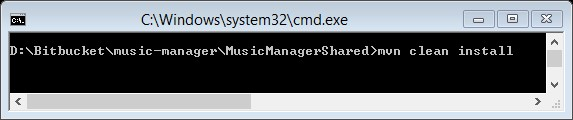 C:\Windows\system32\cmd.exe
D:\Bitbucket\music-manager\MusicManagerShared>mvn clean install